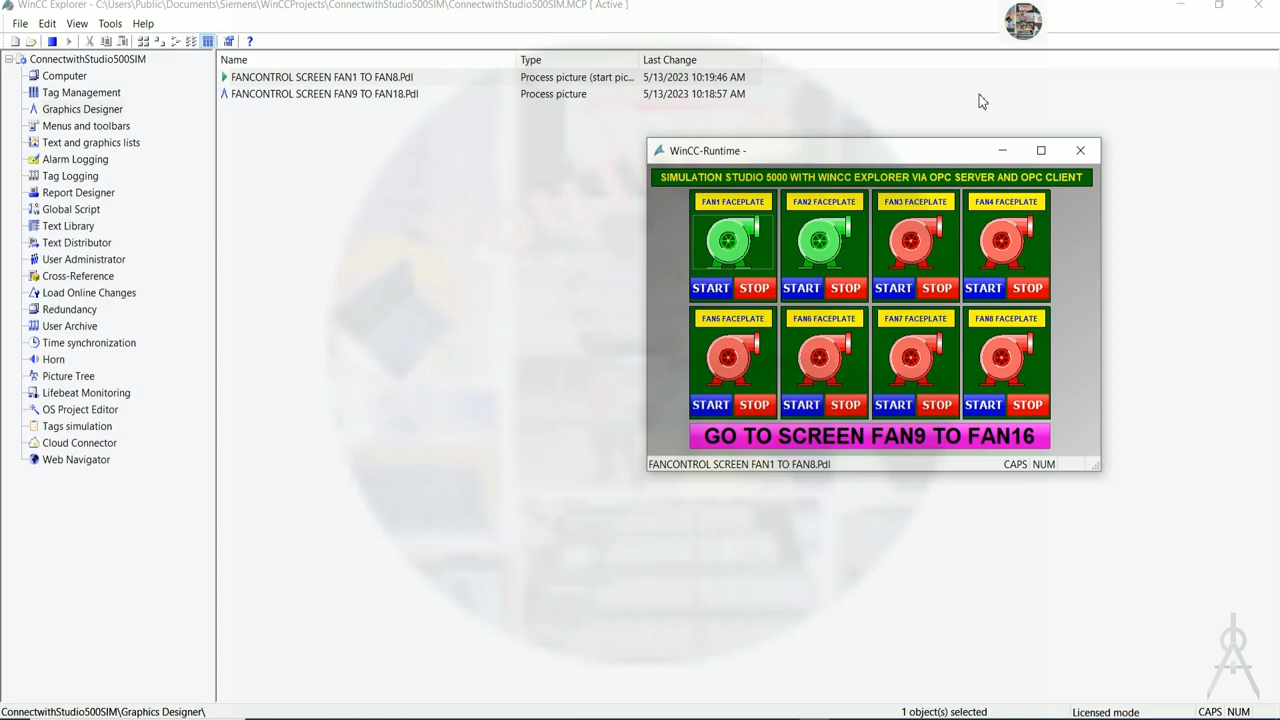 WinCC Explorer - C:\Users\Public\Documents\Siemens\WinCCProjects\ConnectwithStudio500SIM\ConnectwithStudio500SIM.MCP [ Active ]
File Edit View Tools Help
ConnectwithStudio500SIM
Computer
Tag Management
Graphics Designer
Menus and toolbars
Text and graphics lists
Alarm Logging
Tag Logging
Report Designer
Global Script
Text Library
Text Distributor
User Administrator
Cross-Reference
Load Online Changes
Redundancy
User Archive
Time synchronization
Horn
Picture Tree
Lifebeat Monitoring
OS Project Editor
Tags simulation
Cloud Connector
Web Navigator
Name Type Last Change
FANCONTROL SCREEN FAN1 TO FAN8.Pdl Process picture (start pic... 5/13/2023 10:19:46 AM
FANCONTROL SCREEN FAN9 TO FAN18.Pdl Process picture 5/13/2023 10:18:57 AM
WinCC-Runtime -
SIMULATION STUDIO 5000 WITH WINCC EXPLORER VIA OPC SERVER AND OPC CLIENT
FAN1 FACEPLATE FAN2 FACEPLATE FAN3 FACEPLATE FAN4 FACEPLATE
START STOP START STOP START STOP START STOP
FAN5 FACEPLATE FAN6 FACEPLATE FAN7 FACEPLATE FAN8 FACEPLATE
START STOP START STOP START STOP START STOP
GO TO SCREEN FAN9 TO FAN16
FANCONTROL SCREEN FAN1 TO FAN8.Pdl CAPS NUM
ConnectwithStudio500SIM\Graphics Designer\ 1 object(s) selected Licensed mode CAPS NUM